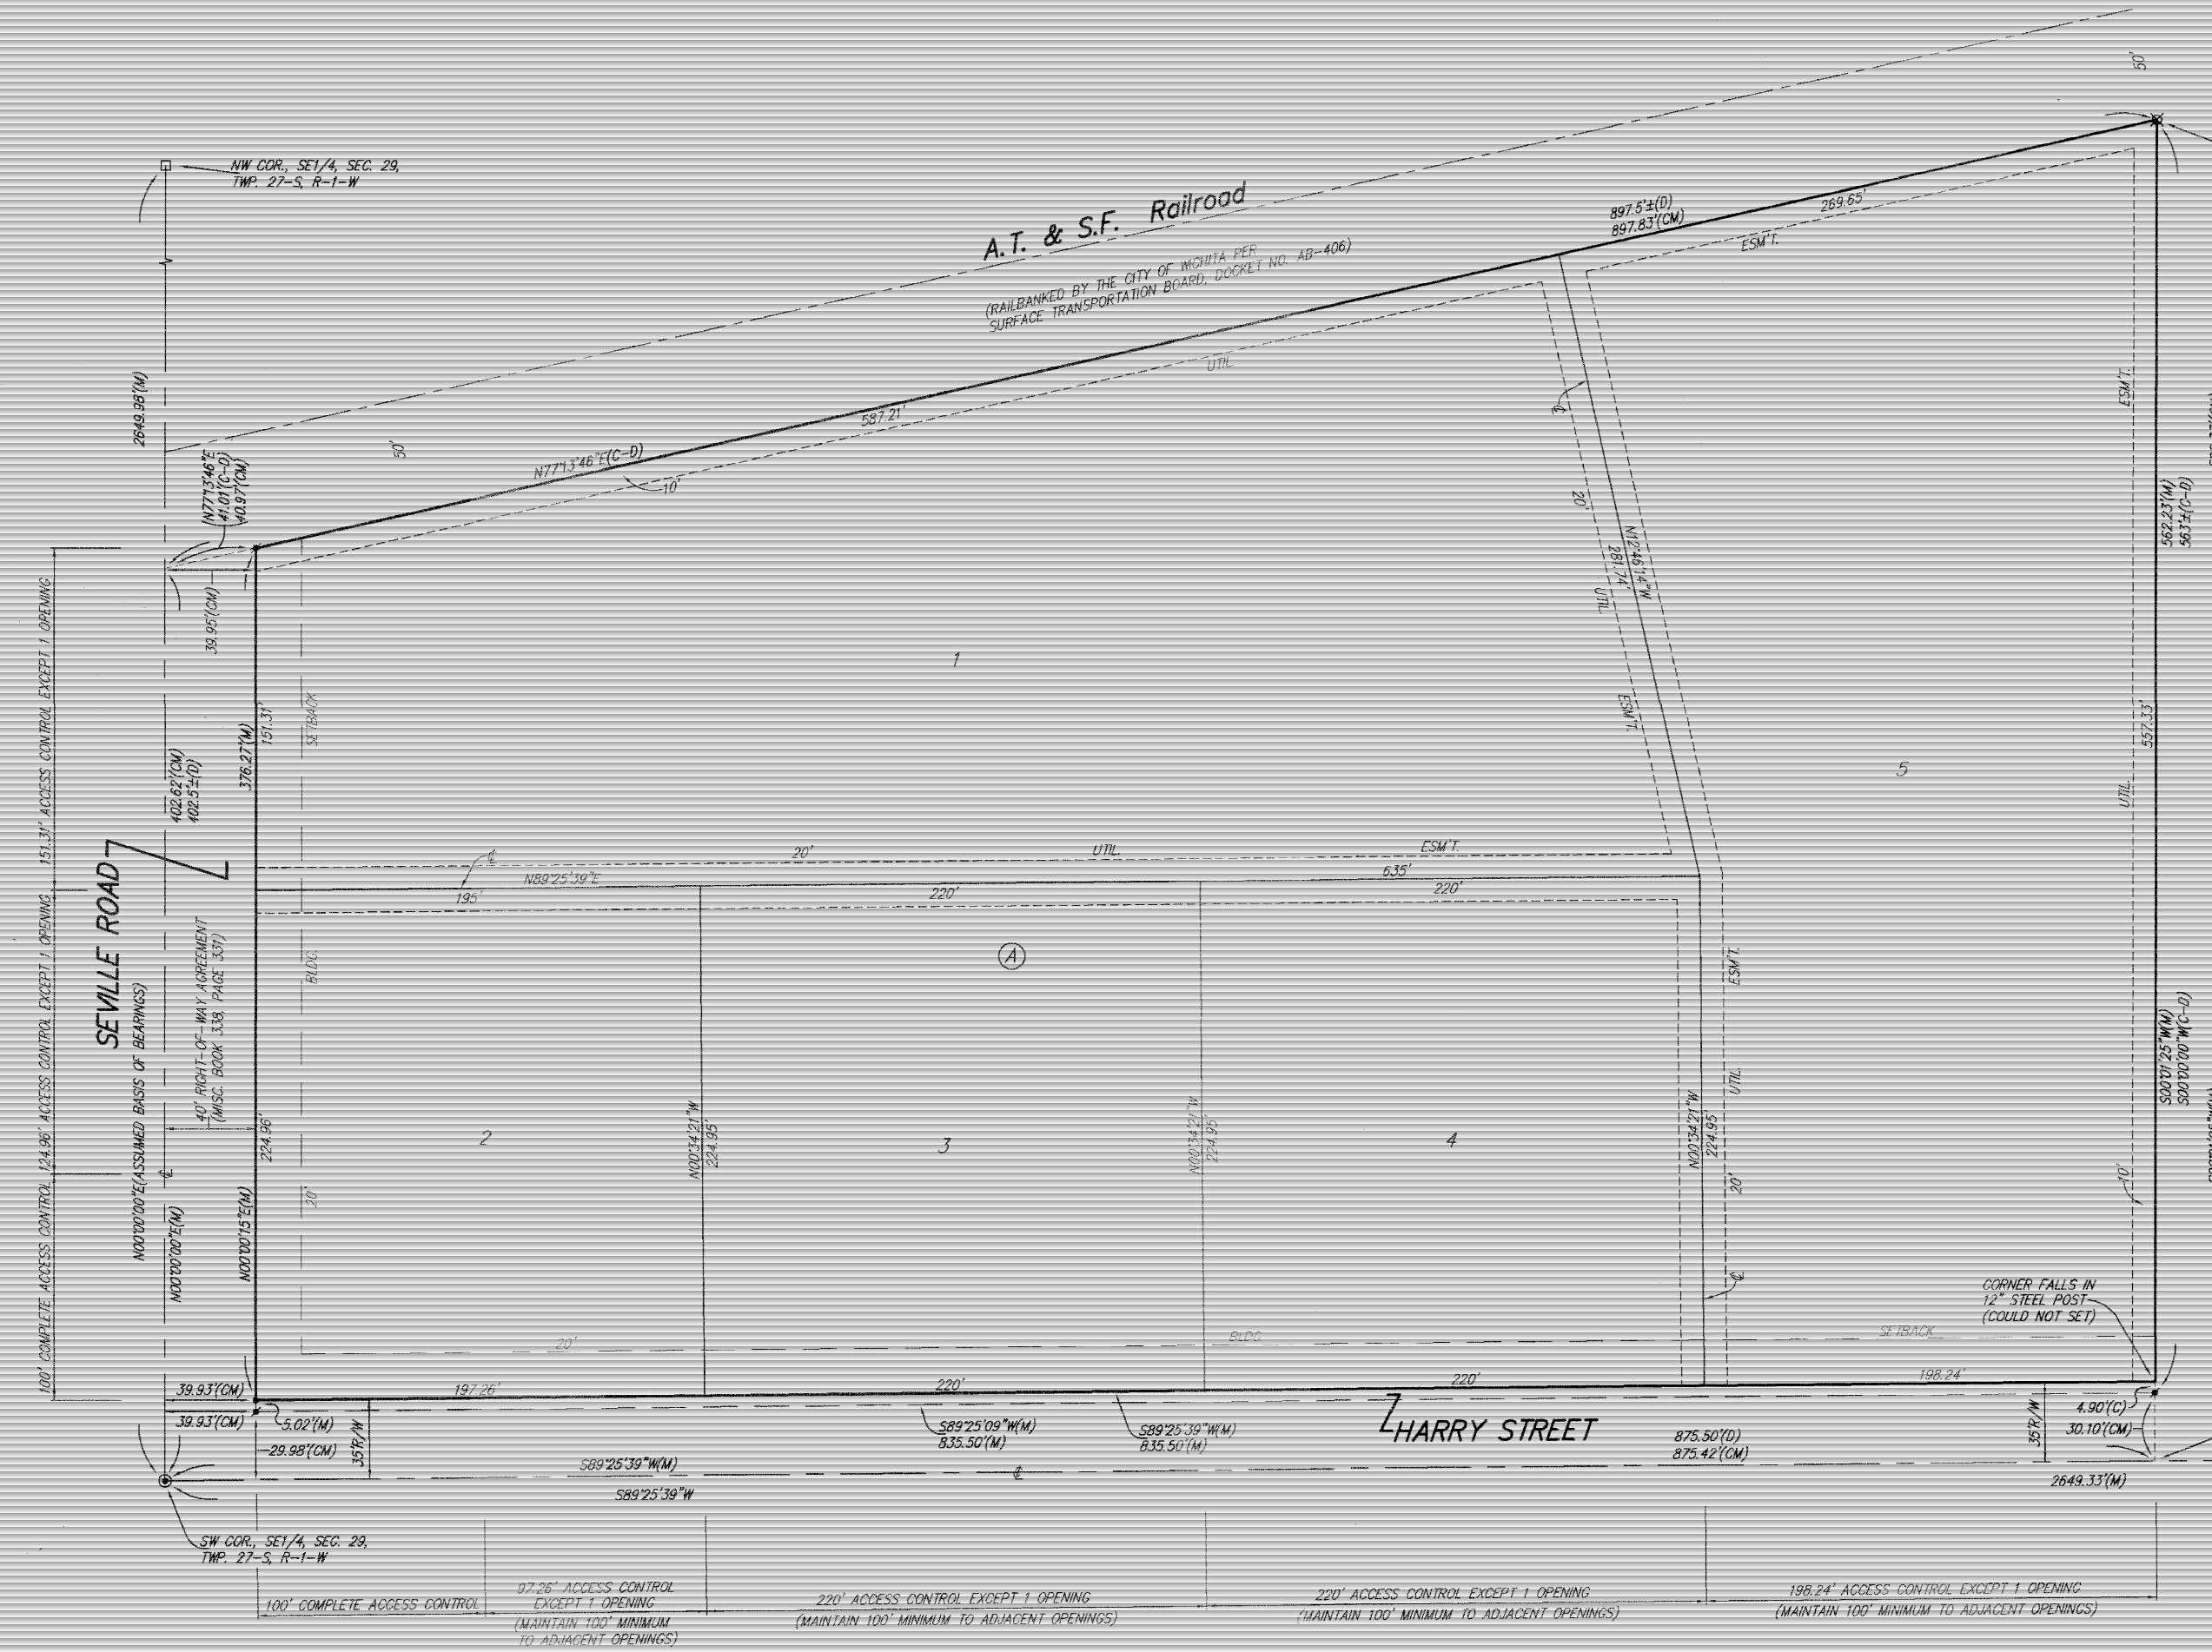 50'
NW COR., SE1/4, SEC. 29,
TWP. 27-S, R-1-W
A.T. & S.F. Railroad
(RAILBANKED BY THE CITY OF WICHITA PER
SURFACE TRANSPORTATION BOARD, DOCKET NO. AB-406)
897.5'±(D)
897.83'(CM)
269.65'
ESM'T.
UTIL.
587.21'
N77°13'46"E(C-D)
10'
50'
2649.98'(M)
(N77°13'46"E
41.01'(C-D)
40.97'(CM)
39.95'(CM)
20'
N12°46'14"W
281.74'
UTIL.
ESM'T.
ESM'T.
562.23'(M)
563'±(C-D)
557.33'
UTIL.
1
5
151.31'
376.27'(M)
SETBACK
402.62'(CM)
402.5'±(D)
151.31' ACCESS CONTROL EXCEPT 1 OPENING
124.96' ACCESS CONTROL EXCEPT 1 OPENING
100' COMPLETE ACCESS CONTROL
SEVILLE ROAD
N00°00'00"E(ASSUMED BASIS OF BEARINGS)
N00°00'00"E(M)
40' RIGHT-OF-WAY AGREEMENT
(MISC. BOOK 338, PAGE 331)
N00°00'15"E(M)
224.96'
20'
UTIL.
ESM'T.
N89°25'39"E
635'
195'
220'
220'
A
BLDG.
20'
2
3
4
N00°34'21"W
224.95'
N00°34'21"W
224.95'
N00°34'21"W
224.95'
ESM'T.
UTIL.
20'
10'
S00°01'25"W(M)
S00°00'00"W(C-D)
CORNER FALLS IN
12" STEEL POST
(COULD NOT SET)
20'
BLDG.
SETBACK
39.93'(CM)
197.26'
220'
220'
198.24'
39.93'(CM)
5.02'(M)
29.98'(CM)
35'R/W
S89°25'09"W(M)
835.50'(M)
S89°25'39"W(M)
835.50'(M)
HARRY STREET
875.50'(D)
875.42'(CM)
35'R/W
4.90'(C)
30.10'(CM)
S89°25'39"W(M)
S89°25'39"W
2649.33'(M)
SW COR., SE1/4, SEC. 29,
TWP. 27-S, R-1-W
100' COMPLETE ACCESS CONTROL
97.26' ACCESS CONTROL
EXCEPT 1 OPENING
(MAINTAIN 100' MINIMUM
TO ADJACENT OPENINGS)
220' ACCESS CONTROL EXCEPT 1 OPENING
(MAINTAIN 100' MINIMUM TO ADJACENT OPENINGS)
220' ACCESS CONTROL EXCEPT 1 OPENING
(MAINTAIN 100' MINIMUM TO ADJACENT OPENINGS)
198.24' ACCESS CONTROL EXCEPT 1 OPENING
(MAINTAIN 100' MINIMUM TO ADJACENT OPENINGS)